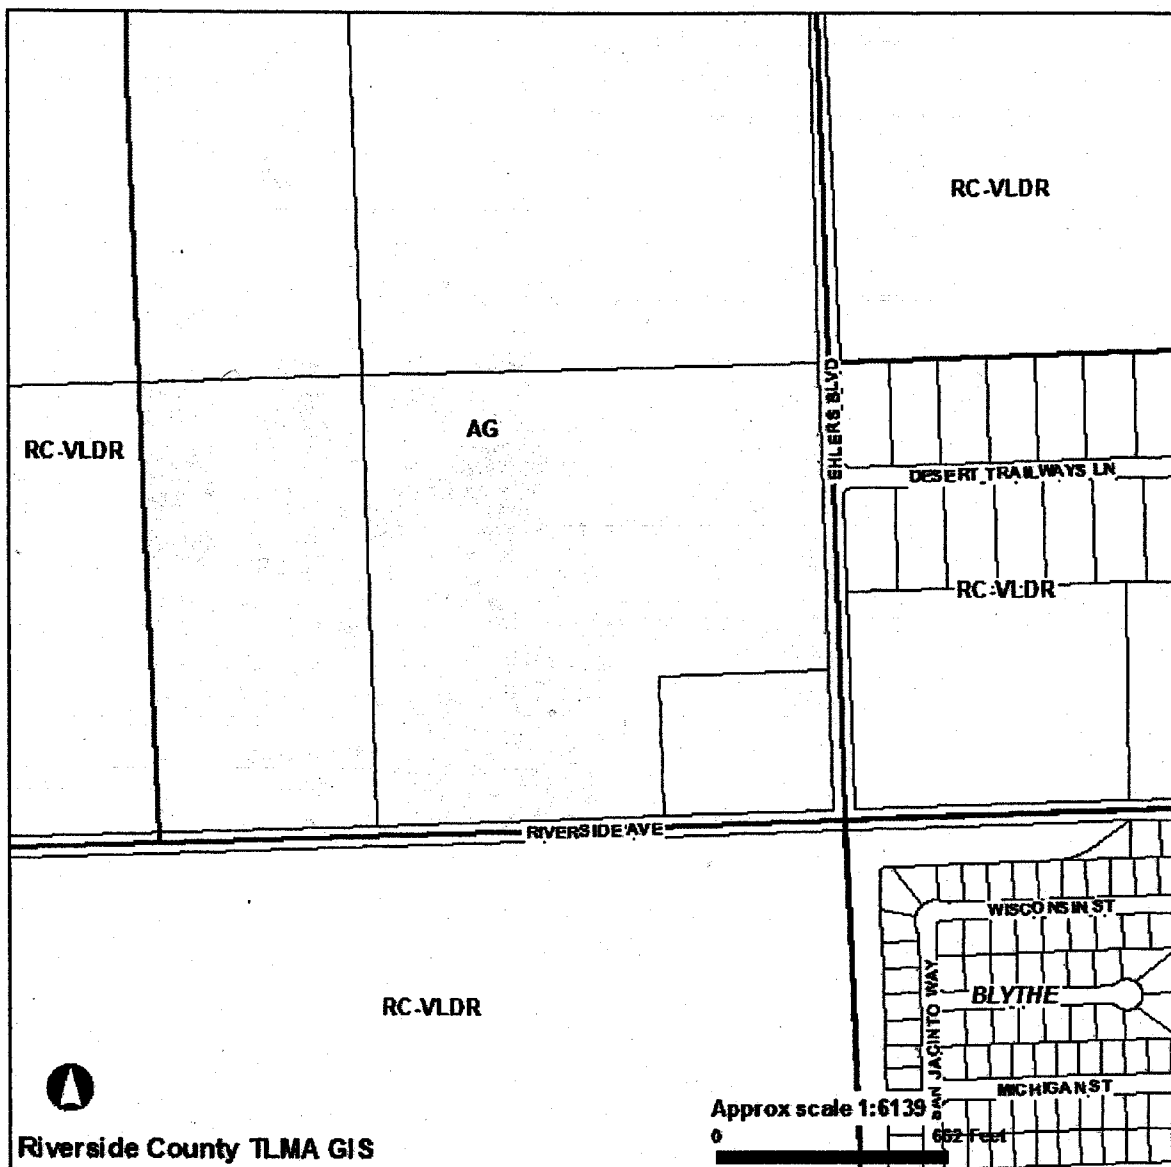 RC-VLDR
EHLERS BLVD
AG
RC-VLDR
DESERT TRAILWAYS LN
RC-VLDR
RIVERSIDE AVE
WISCONSIN ST
SAN JACINTO WAY
BLYTHE
RC-VLDR
MICHIGAN ST
Approx scale 1:6139
0 662 Feet
Riverside County TLMA GIS